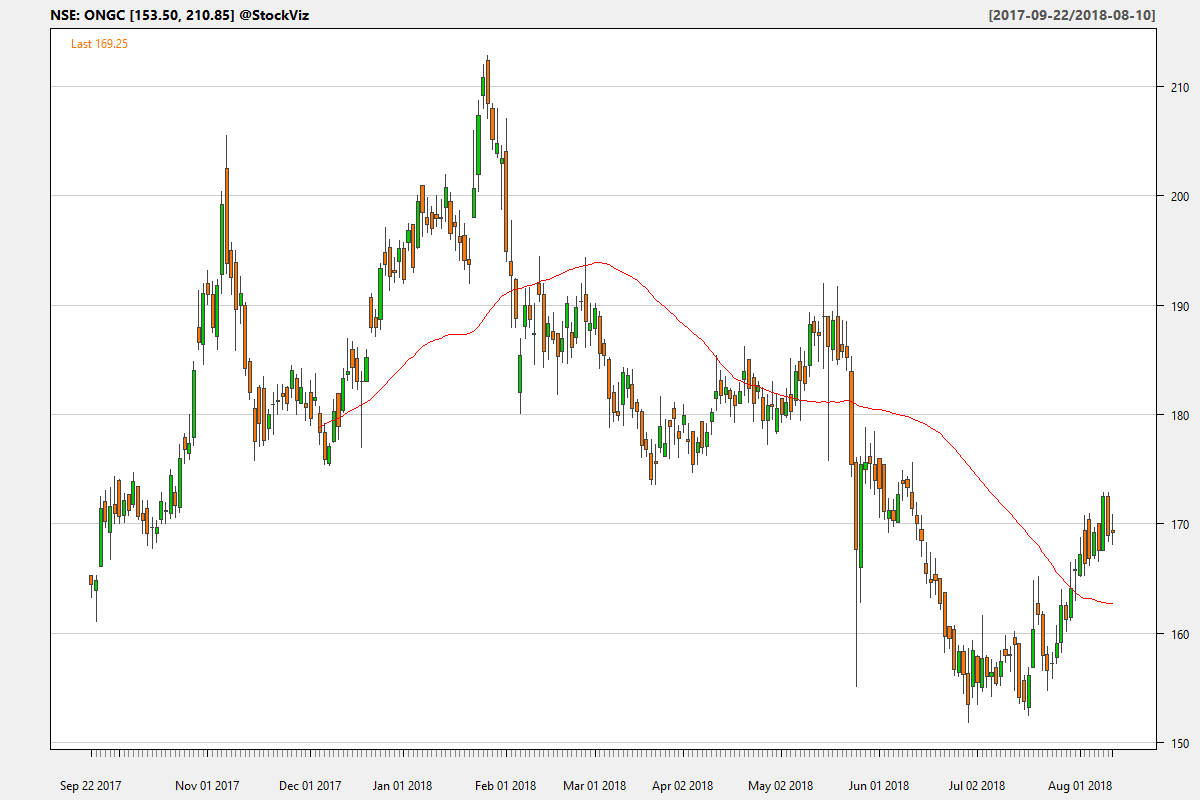 NSE: ONGC [153.50, 210.85] @StockViz [2017-09-22/2018-08-10]
Last 169.25
210
200
190
180
170
160
150
Sep 22 2017 Nov 01 2017 Dec 01 2017 Jan 01 2018 Feb 01 2018 Mar 01 2018 Apr 02 2018 May 02 2018 Jun 01 2018 Jul 02 2018 Aug 01 2018